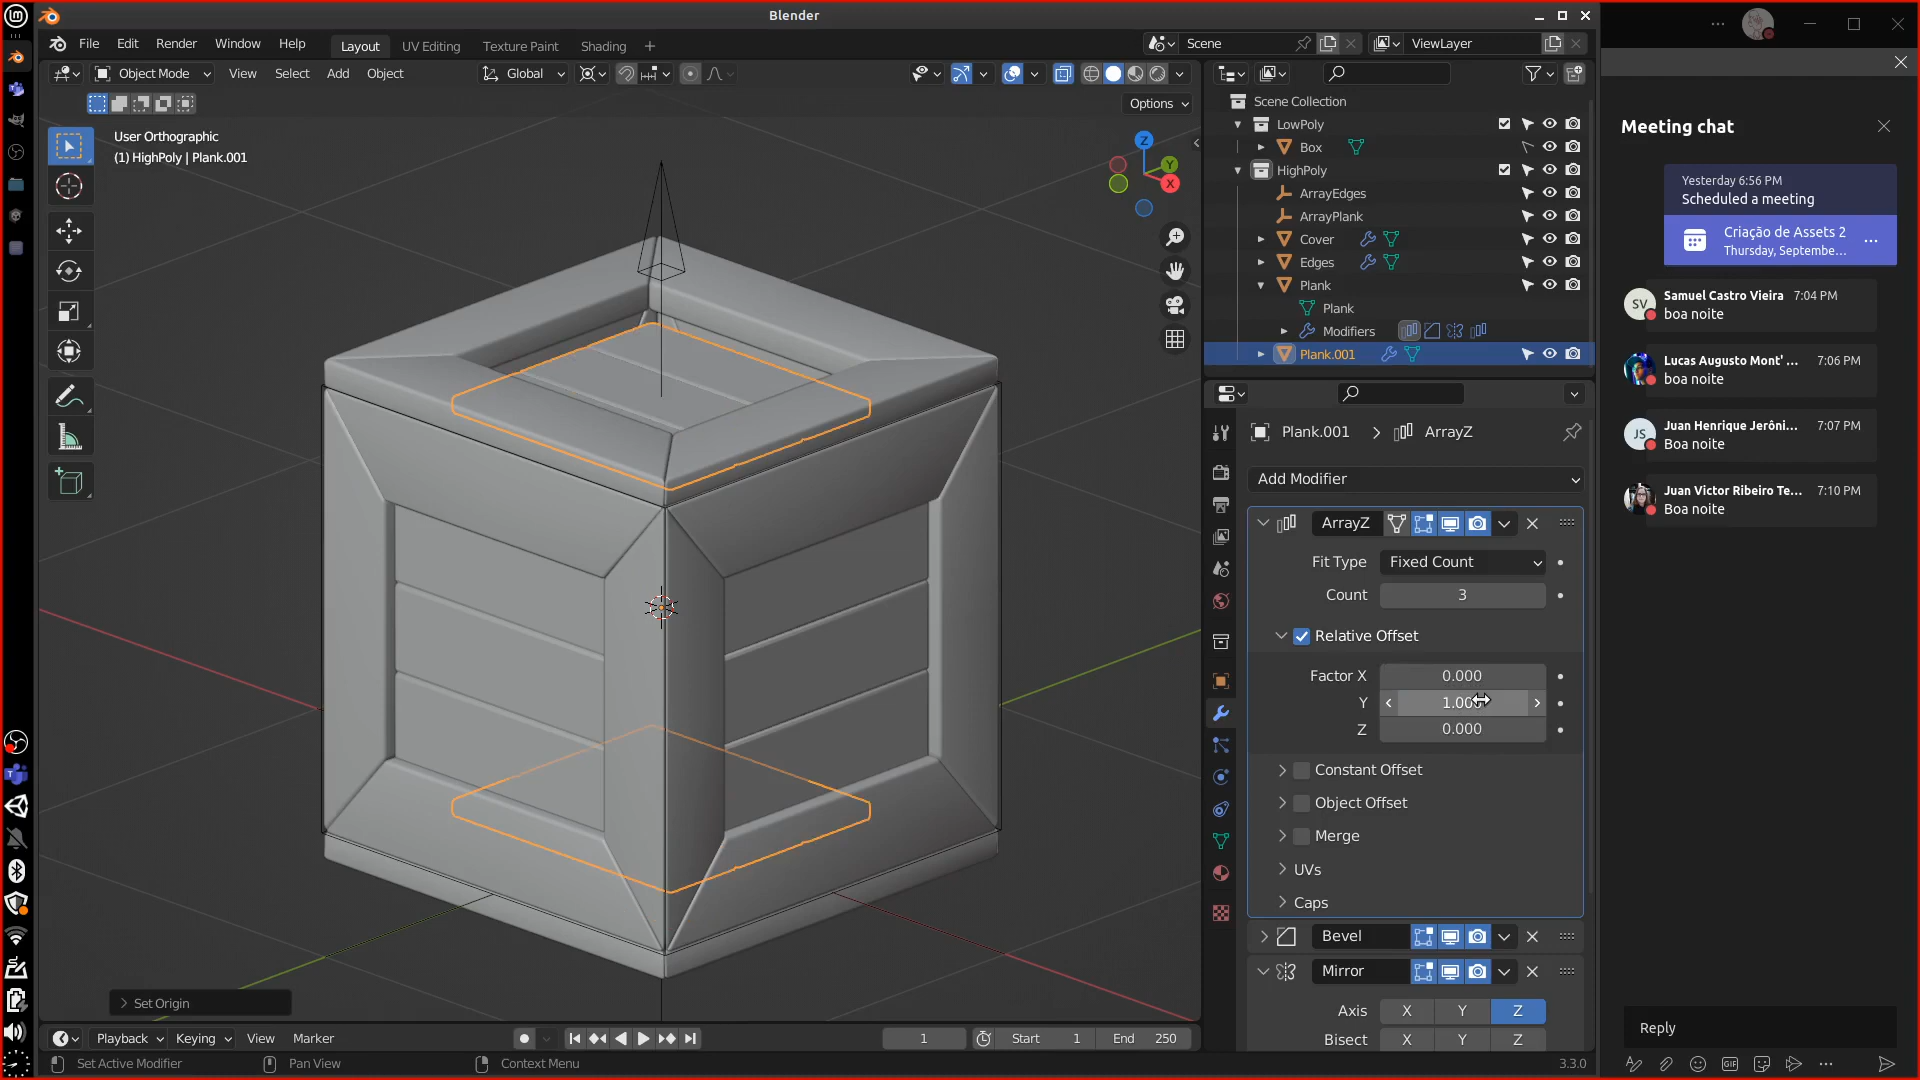 Blender
File Edit Render Window Help Layout UV Editing Texture Paint Shading Scene ViewLayer
Object Mode View Select Add Object Global
Options
User Orthographic
(1) HighPoly | Plank.001
Z
Y
X
Set Origin
Playback Keying View Marker 1 Start 1 End 250
Set Active Modifier Pan View Context Menu 3.3.0
Scene Collection
LowPoly
Box
HighPoly
ArrayEdges
ArrayPlank
Cover
Edges
Plank
Plank
Modifiers
Plank.001
Plank.001 > ArrayZ
Add Modifier
ArrayZ
Fit Type Fixed Count
Count 3
Relative Offset
Factor X 0.000
Y 1.000
Z 0.000
Constant Offset
Object Offset
Merge
UVs
Caps
Bevel
Mirror
Axis X Y Z
Bisect X Y Z
Meeting chat
Yesterday 6:56 PM
Scheduled a meeting
Criação de Assets 2
Thursday, Septembe...
SV
Samuel Castro Vieira 7:04 PM
boa noite
Lucas Augusto Mont' ... 7:06 PM
boa noite
JS
Juan Henrique Jerôni... 7:07 PM
Boa noite
Juan Victor Ribeiro Te... 7:10 PM
Boa noite
Reply
GIF